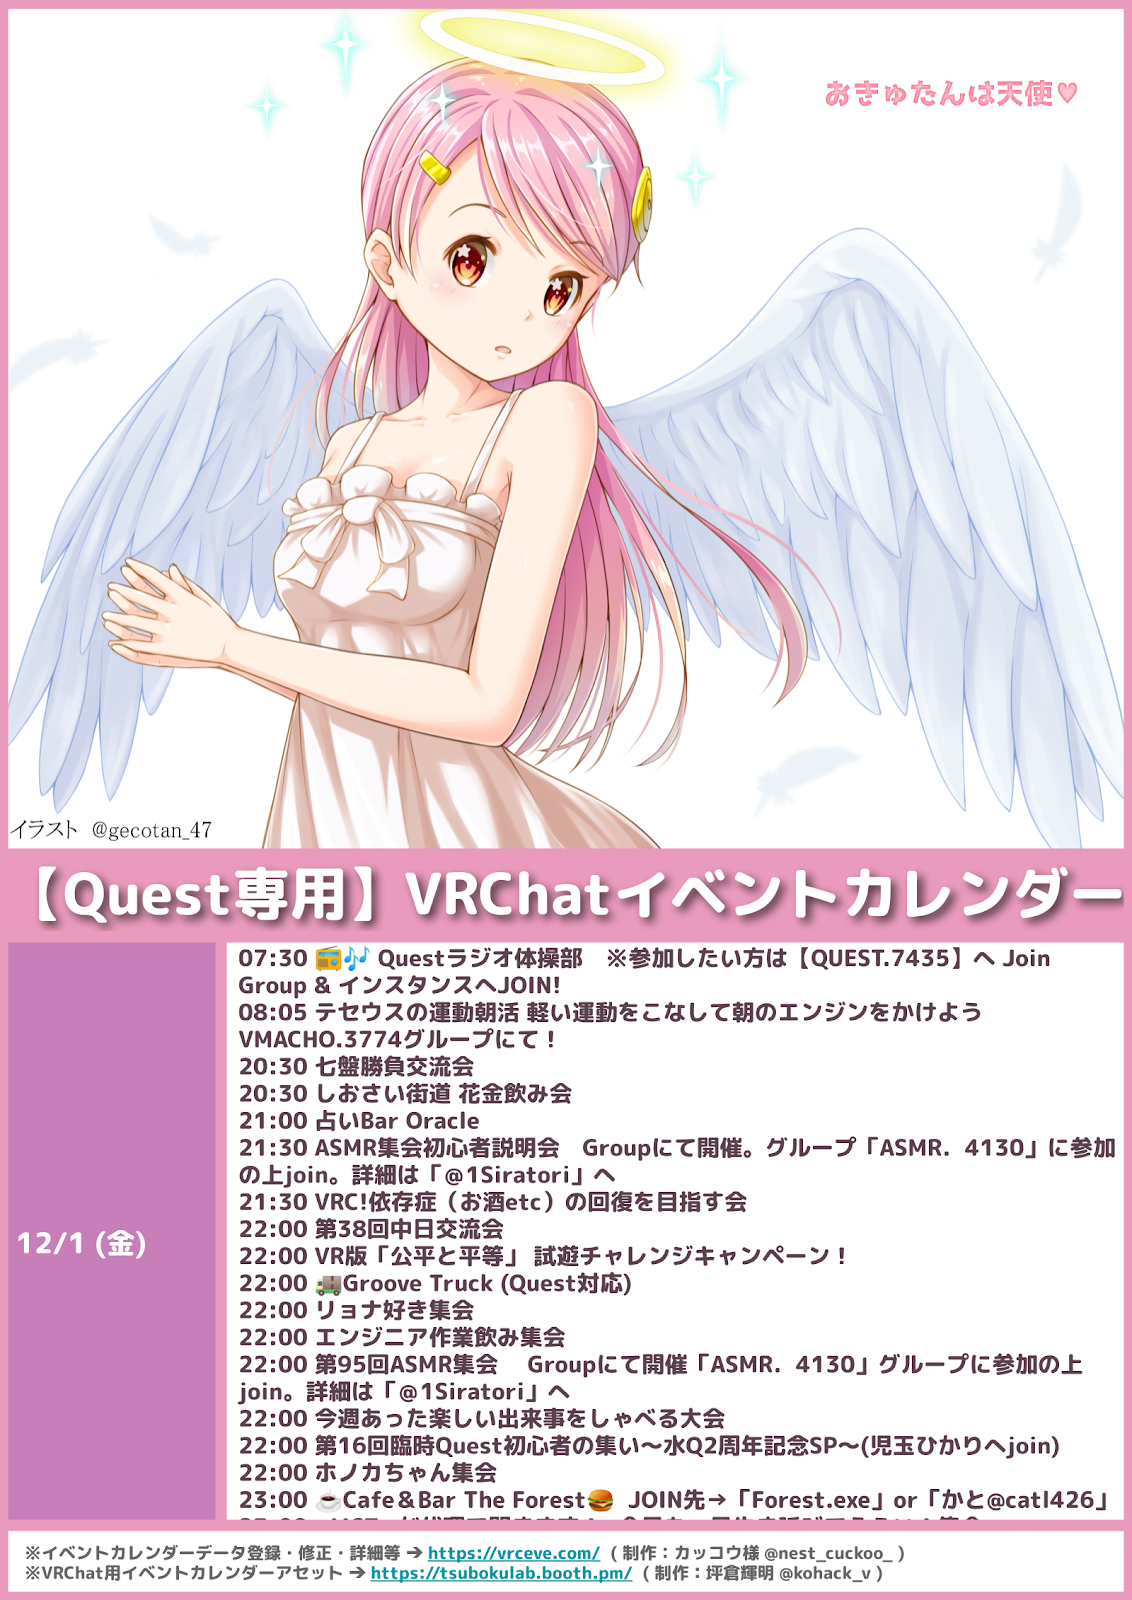 おきゅたんは天使♥
イラスト @gecotan_47
【Quest専用】VRChatイベントカレンダー
12/1 (金)
07:30 📻🎶 Questラジオ体操部　※参加したい方は【QUEST.7435】へ Join
Group & インスタンスへJOIN!
08:05 テセウスの運動朝活 軽い運動をこなして朝のエンジンをかけよう
VMACHO.3774グループにて！
20:30 七盤勝負交流会
20:30 しおさい街道 花金飲み会
21:00 占いBar Oracle
21:30 ASMR集会初心者説明会　Groupにて開催。グループ「ASMR．4130」に参加
の上join。詳細は「@1Siratori」へ
21:30 VRC!依存症（お酒etc）の回復を目指す会
22:00 第38回中日交流会
22:00 VR版「公平と平等」 試遊チャレンジキャンペーン！
22:00 🚚Groove Truck (Quest対応)
22:00 リョナ好き集会
22:00 エンジニア作業飲み集会
22:00 第95回ASMR集会　 Groupにて開催「ASMR．4130」グループに参加の上
join。詳細は「@1Siratori」へ
22:00 今週あった楽しい出来事をしゃべる大会
22:00 第16回臨時Quest初心者の集い～水Q2周年記念SP～(児玉ひかりへjoin)
22:00 ホノカちゃん集会
23:00 ☕Cafe＆Bar The Forest🍔 JOIN先→「Forest.exe」or「かと@catl426」
※イベントカレンダーデータ登録・修正・詳細等 ➔ https://vrceve.com/ （ 制作：カッコウ様 @nest_cuckoo_ ）
※VRChat用イベントカレンダーアセット ➔ https://tsubokulab.booth.pm/ （ 制作：坪倉輝明 @kohack_v ）